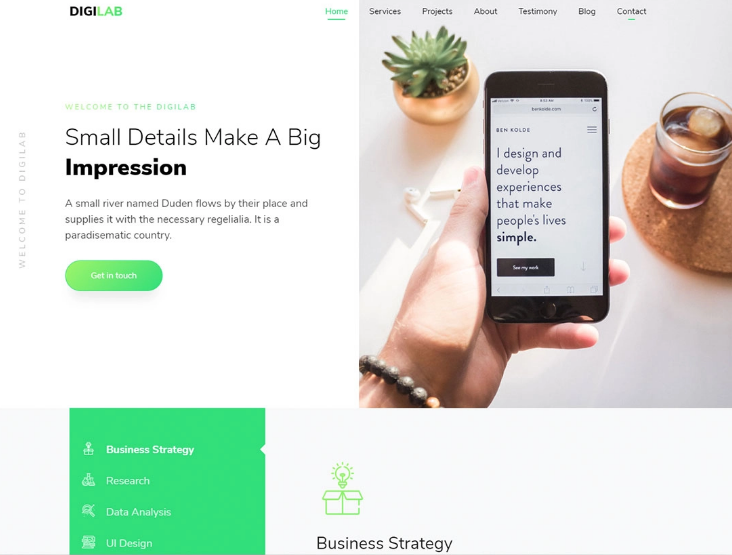 DIGILAB
Home Services Projects About Testimony Blog Contact
WELCOME TO DIGILAB
WELCOME TO THE DIGILAB
Small Details Make A Big
Impression
A small river named Duden flows by their place and
supplies it with the necessary regelialia. It is a
paradisematic country.
Get in touch
benkolde.com
BEN KOLDE
I design and
develop
experiences
that make
people's lives
simple.
See my work
Business Strategy
Research
Data Analysis
UI Design
Business Strategy